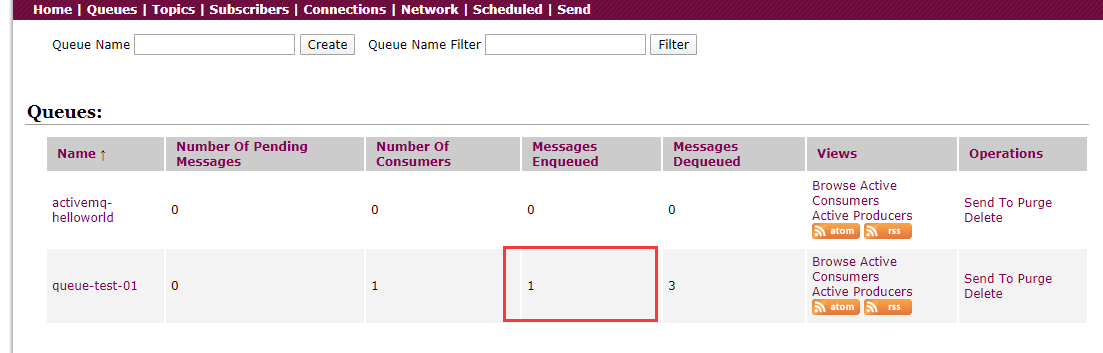 Home | Queues | Topics | Subscribers | Connections | Network | Scheduled | Send
Queue Name Create Queue Name Filter Filter
Queues:
Name ↑ Number Of Pending Messages Number Of Consumers Messages Enqueued Messages Dequeued Views Operations
activemq-helloworld 0 0 0 0 Browse Active Consumers Active Producers atom rss Send To Purge Delete
queue-test-01 0 1 1 3 Browse Active Consumers Active Producers atom rss Send To Purge Delete